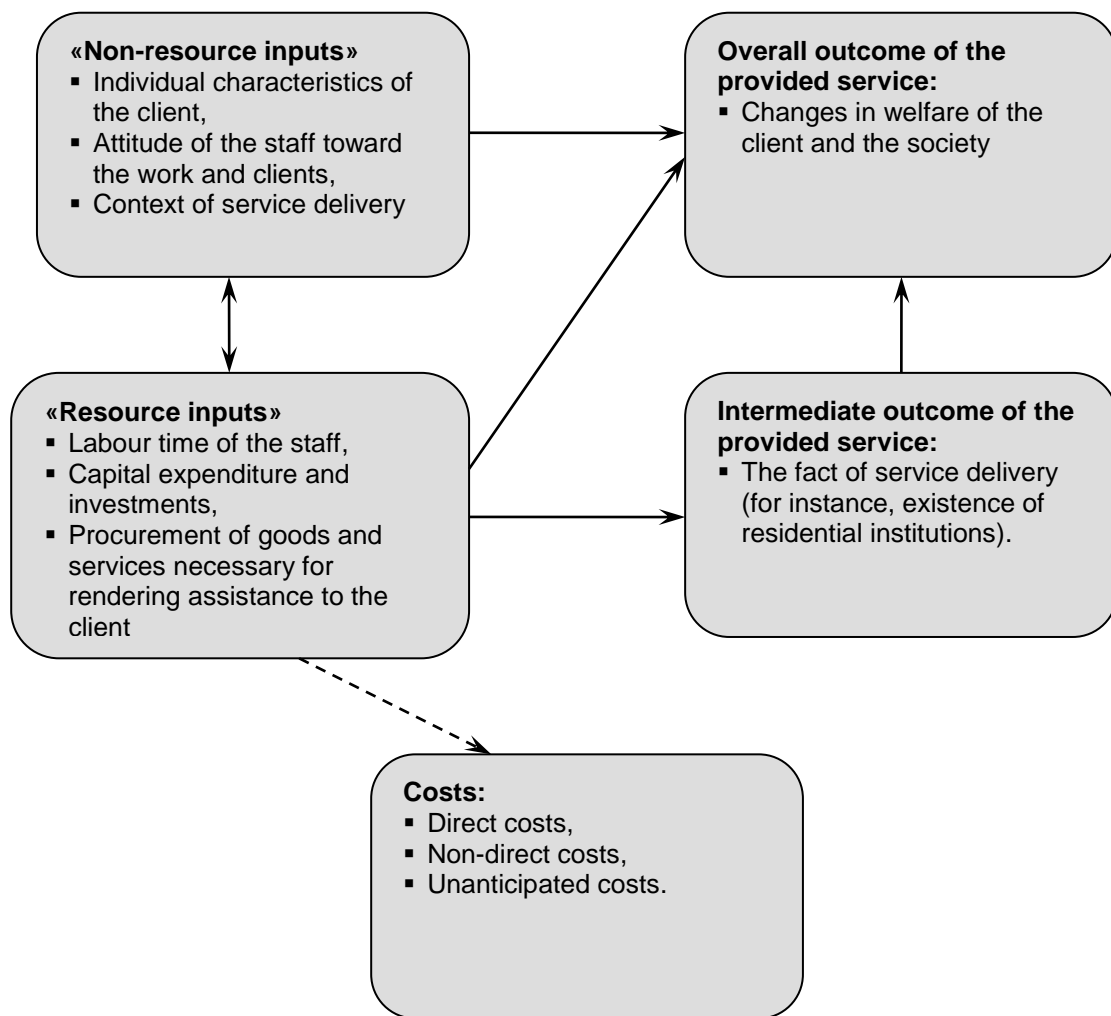 «Non-resource inputs»
▪ Individual characteristics of
the client,
▪ Attitude of the staff toward
the work and clients,
▪ Context of service delivery
Overall outcome of the
provided service:
▪ Changes in welfare of the
client and the society
«Resource inputs»
▪ Labour time of the staff,
▪ Capital expenditure and
investments,
▪ Procurement of goods and
services necessary for
rendering assistance to the
client
Intermediate outcome of the
provided service:
▪ The fact of service delivery
(for instance, existence of
residential institutions).
Costs:
▪ Direct costs,
▪ Non-direct costs,
▪ Unanticipated costs.